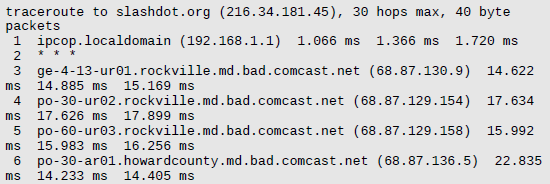 traceroute to slashdot.org (216.34.181.45), 30 hops max, 40 byte
packets
1 ipcop.localdomain (192.168.1.1) 1.066 ms 1.366 ms 1.720 ms
2 * * *
3 ge-4-13-ur01.rockville.md.bad.comcast.net (68.87.130.9) 14.622
ms 14.885 ms 15.169 ms
4 po-30-ur02.rockville.md.bad.comcast.net (68.87.129.154) 17.634
ms 17.626 ms 17.899 ms
5 po-60-ur03.rockville.md.bad.comcast.net (68.87.129.158) 15.992
ms 15.983 ms 16.256 ms
6 po-30-ar01.howardcounty.md.bad.comcast.net (68.87.136.5) 22.835
ms 14.233 ms 14.405 ms